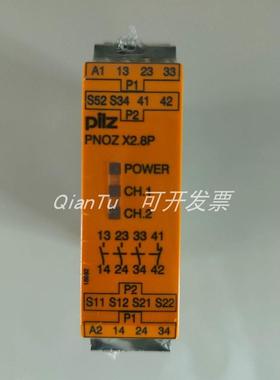 A1 13 23 33
P1
S52 S34 41 42
P2
pilz
PNOZ X2.8P
POWER
CH.1
CH.2
QianTu 可开发票
13 23 33 41
14 24 34 42
P2
S11 S12 S21 S22
P1
A2 14 24 34